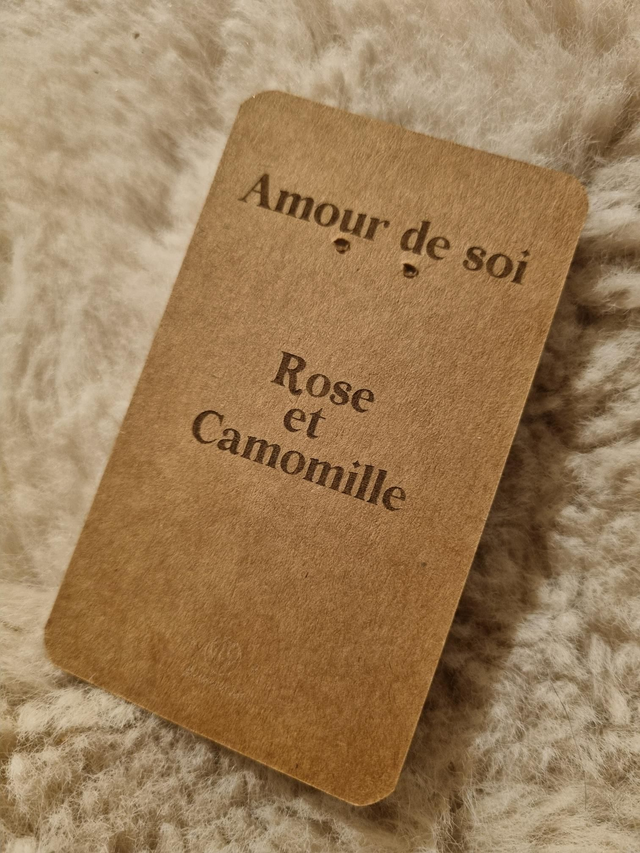 Amour de soi
Rose
et
Camomille